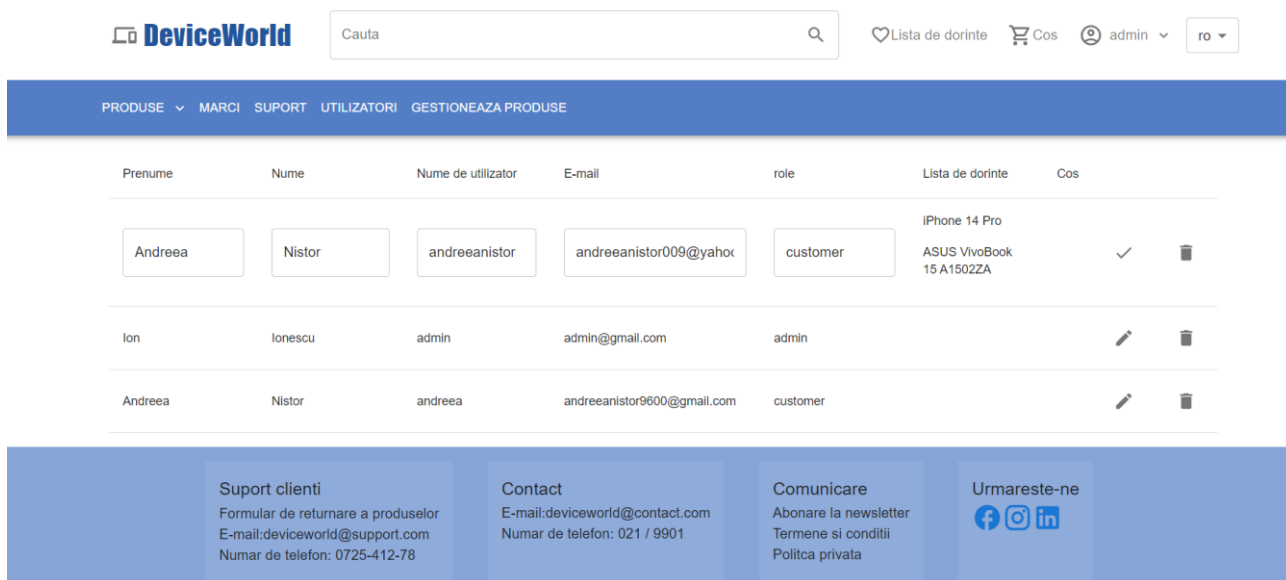 DeviceWorld
Cauta
Lista de dorinte
Cos
admin
ro
PRODUSE MARCI SUPORT UTILIZATORI GESTIONEAZA PRODUSE
Prenume Nume Nume de utilizator E-mail role Lista de dorinte Cos
iPhone 14 Pro
Andreea Nistor andreeanistor andreeanistor009@yahoo customer ASUS VivoBook
15 A1502ZA
Ion Ionescu admin admin@gmail.com admin
Andreea Nistor andreea andreeanistor9600@gmail.com customer
Suport clienti
Formular de returnare a produselor
E-mail:deviceworld@support.com
Numar de telefon: 0725-412-78
Contact
E-mail:deviceworld@contact.com
Numar de telefon: 021 / 9901
Comunicare
Abonare la newsletter
Termene si conditii
Politca privata
Urmareste-ne